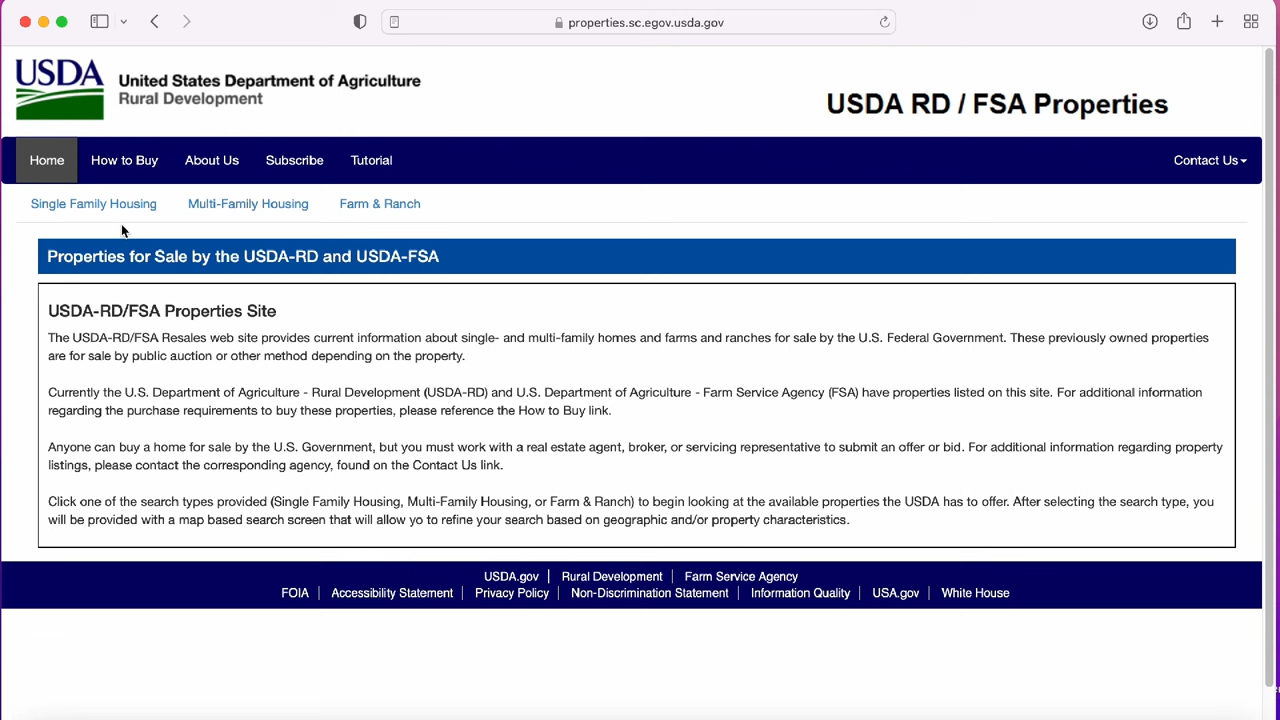 properties.sc.egov.usda.gov
USDA
United States Department of Agriculture
Rural Development
USDA RD / FSA Properties
Home How to Buy About Us Subscribe Tutorial Contact Us
Single Family Housing Multi-Family Housing Farm & Ranch
Properties for Sale by the USDA-RD and USDA-FSA
USDA-RD/FSA Properties Site
The USDA-RD/FSA Resales web site provides current information about single- and multi-family homes and farms and ranches for sale by the U.S. Federal Government. These previously owned properties
are for sale by public auction or other method depending on the property.
Currently the U.S. Department of Agriculture - Rural Development (USDA-RD) and U.S. Department of Agriculture - Farm Service Agency (FSA) have properties listed on this site. For additional information
regarding the purchase requirements to buy these properties, please reference the How to Buy link.
Anyone can buy a home for sale by the U.S. Government, but you must work with a real estate agent, broker, or servicing representative to submit an offer or bid. For additional information regarding property
listings, please contact the corresponding agency, found on the Contact Us link.
Click one of the search types provided (Single Family Housing, Multi-Family Housing, or Farm & Ranch) to begin looking at the available properties the USDA has to offer. After selecting the search type, you
will be provided with a map based search screen that will allow yo to refine your search based on geographic and/or property characteristics.
USDA.gov | Rural Development | Farm Service Agency
FOIA | Accessibility Statement | Privacy Policy | Non-Discrimination Statement | Information Quality | USA.gov | White House